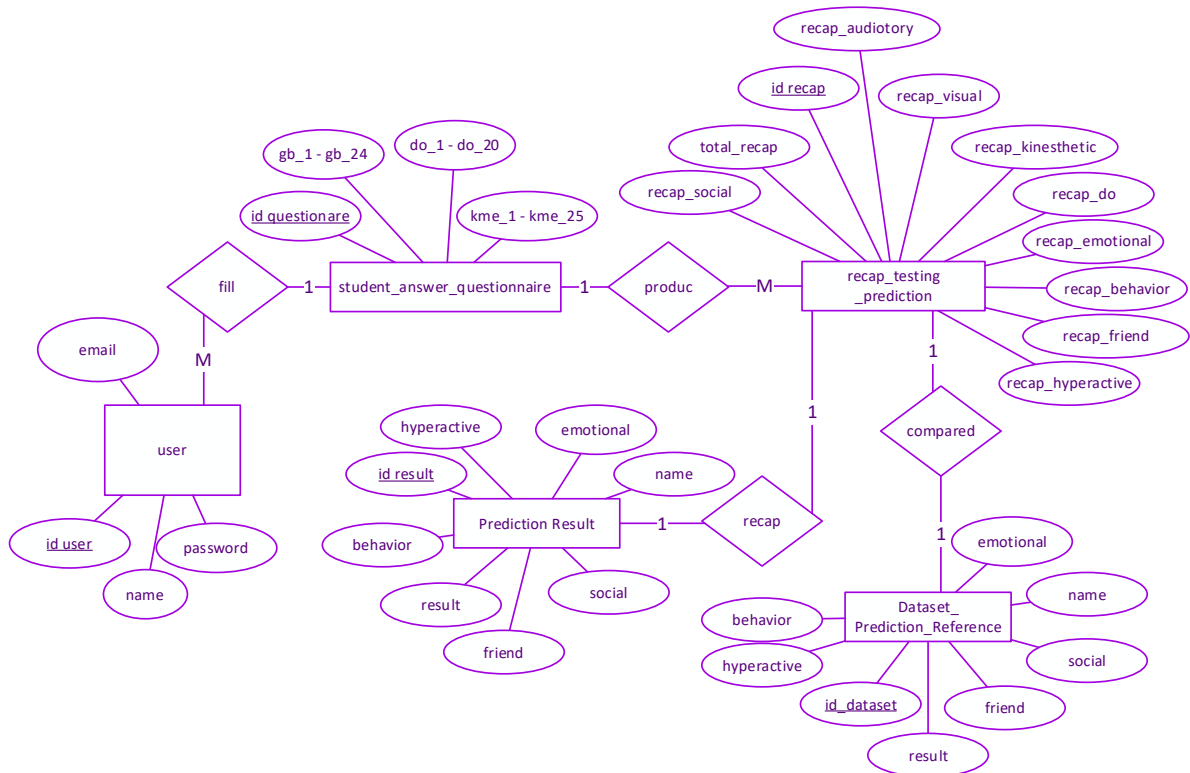 recap_audiotory
id recap
recap_visual
do_1 - do_20
gb_1 - gb_24
total_recap
recap_kinesthetic
recap_social
recap_do
id questionare
kme_1 - kme_25
recap_emotional
fill
1
student_answer_questionnaire
1
produc
M
recap_testing
_prediction
recap_behavior
recap_friend
email
M
1
recap_hyperactive
1
hyperactive
emotional
compared
user
id result
name
Prediction Result
1
recap
1
id user
password
behavior
emotional
name
result
social
behavior
Dataset_
Prediction_Reference
name
friend
hyperactive
social
id_dataset
friend
result